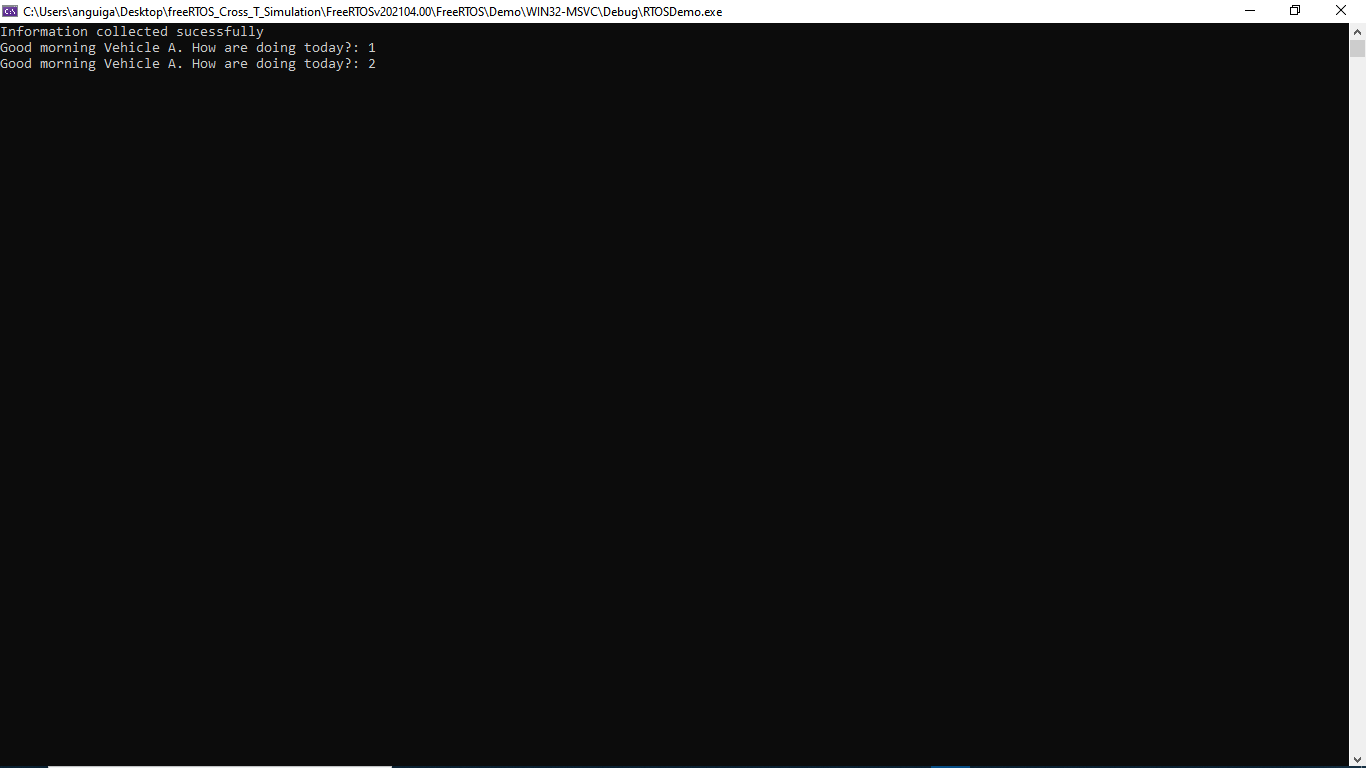 C:\Users\anguiga\Desktop\freeRTOS_Cross_T_Simulation\FreeRTOSv202104.00\FreeRTOS\Demo\WIN32-MSVC\Debug\RTOSDemo.exe
Information collected sucessfully
Good morning Vehicle A. How are doing today?: 1
Good morning Vehicle A. How are doing today?: 2